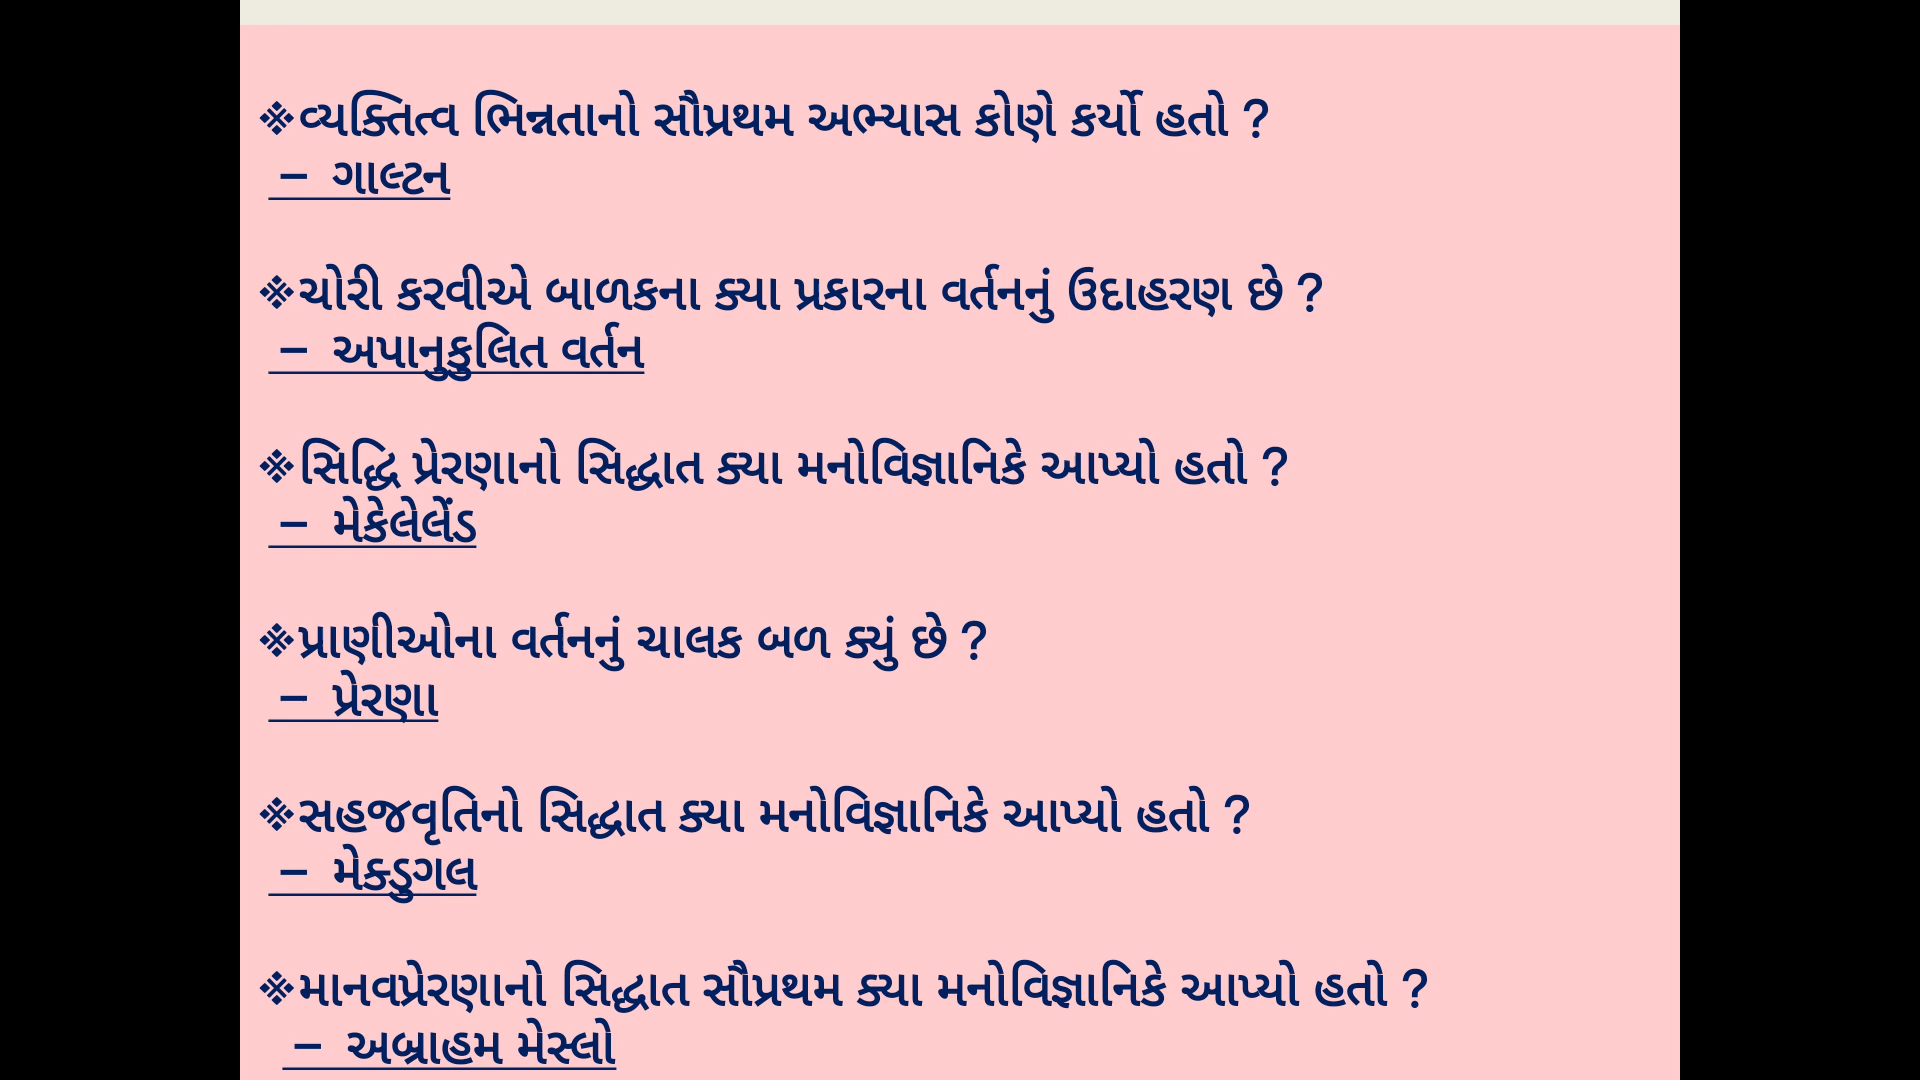 ❖વ્યક્તિત્વ ભિન્નતાનો સૌપ્રથમ અભ્યાસ કોણે કર્યો હતો ?
– ગાલ્ટન
❖ચોરી કરવીએ બાળકના ક્યા પ્રકારના વર્તનનું ઉદાહરણ છે ?
– અપાનુકુલિત વર્તન
❖સિદ્ધિ પ્રેરણાનો સિદ્ધાત ક્યા મનોવિજ્ઞાનિકે આપ્યો હતો ?
– મેકેલેલેંડ
❖પ્રાણીઓના વર્તનનું ચાલક બળ ક્યું છે ?
– પ્રેરણા
❖સહજવૃતિનો સિદ્ધાત ક્યા મનોવિજ્ઞાનિકે આપ્યો હતો ?
– મેક્ડુગલ
❖માનવપ્રેરણાનો સિદ્ધાત સૌપ્રથમ ક્યા મનોવિજ્ઞાનિકે આપ્યો હતો ?
– અબ્રાહમ મેસ્લો